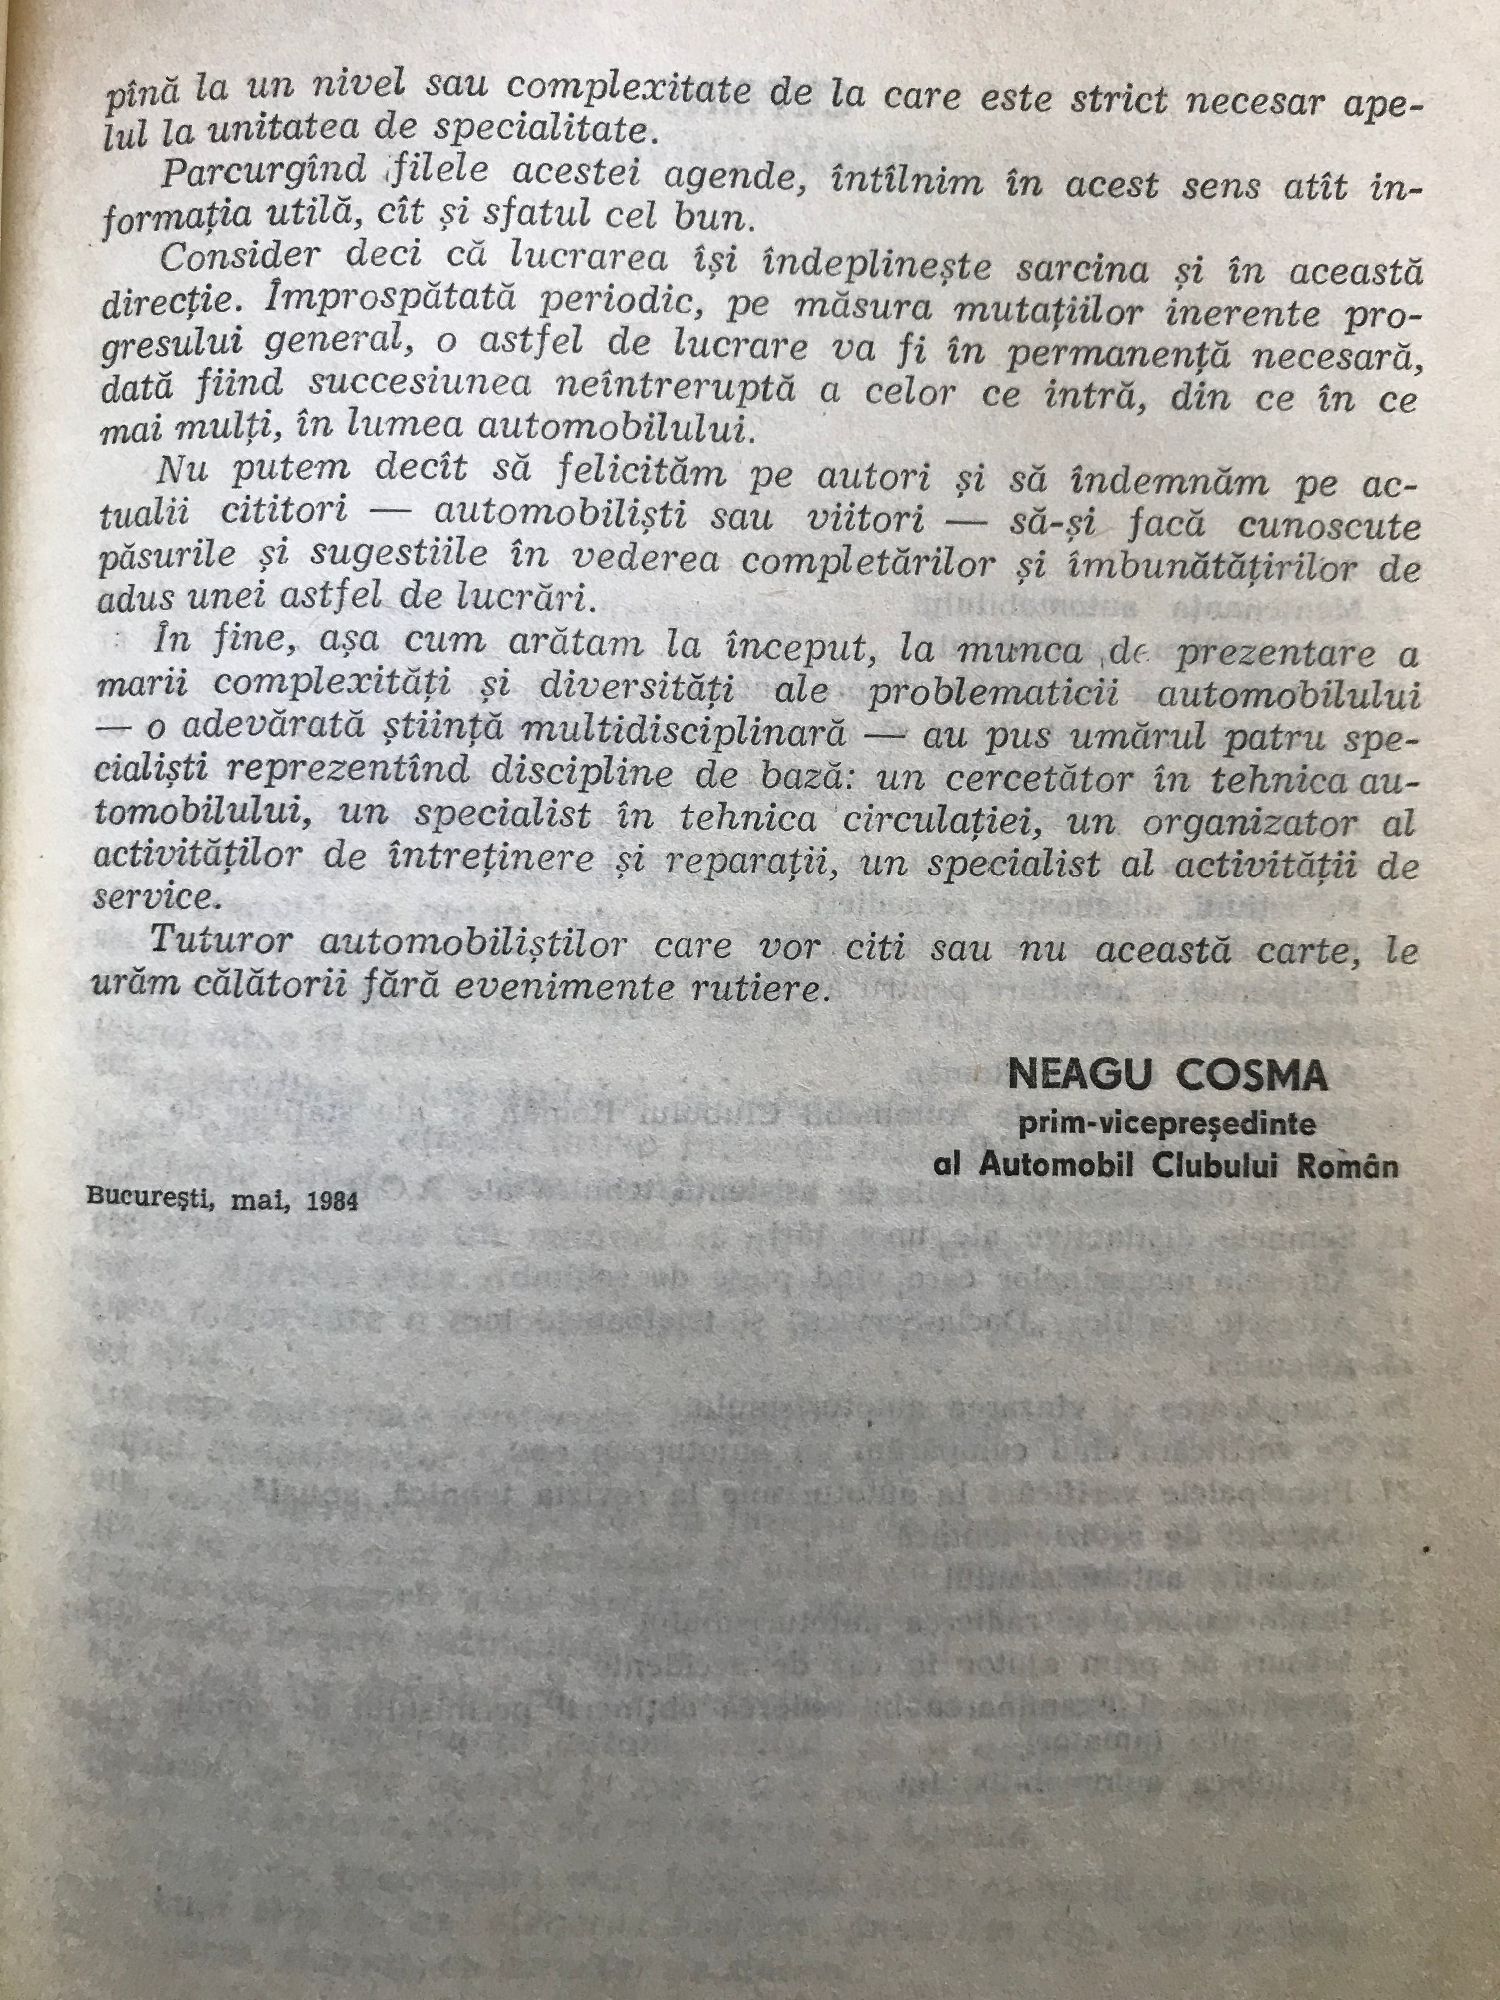 pînă la un nivel sau complexitate de la care este strict necesar ape-
lul la unitatea de specialitate.
Parcurgînd filele acestei agende, întîlnim în acest sens atît in-
formația utilă, cît și sfatul cel bun.
Consider deci că lucrarea își îndeplinește sarcina și în această
direcție. Împrospătată periodic, pe măsura mutațiilor inerente pro-
gresului general, o astfel de lucrare va fi în permanență necesară,
dată fiind succesiunea neîntreruptă a celor ce intră, din ce în ce
mai mulți, în lumea automobilului.
Nu putem decît să felicităm pe autori și să îndemnăm pe ac-
tualii cititori — automobiliști sau viitori — să-și facă cunoscute
păsurile și sugestiile în vederea completărilor și îmbunătățirilor de
adus unei astfel de lucrări.
În fine, așa cum arătam la început, la munca de prezentare a
marii complexități și diversități ale problematicii automobilului
— o adevărată știință multidisciplinară — au pus umărul patru spe-
cialiști reprezentînd discipline de bază: un cercetător în tehnica au-
tomobilului, un specialist în tehnica circulației, un organizator al
activităților de întreținere și reparații, un specialist al activității de
service.
Tuturor automobiliștilor care vor citi sau nu această carte, le
urăm călătorii fără evenimente rutiere.
NEAGU COSMA
prim-vicepreședinte
al Automobil Clubului Român
București, mai, 1984